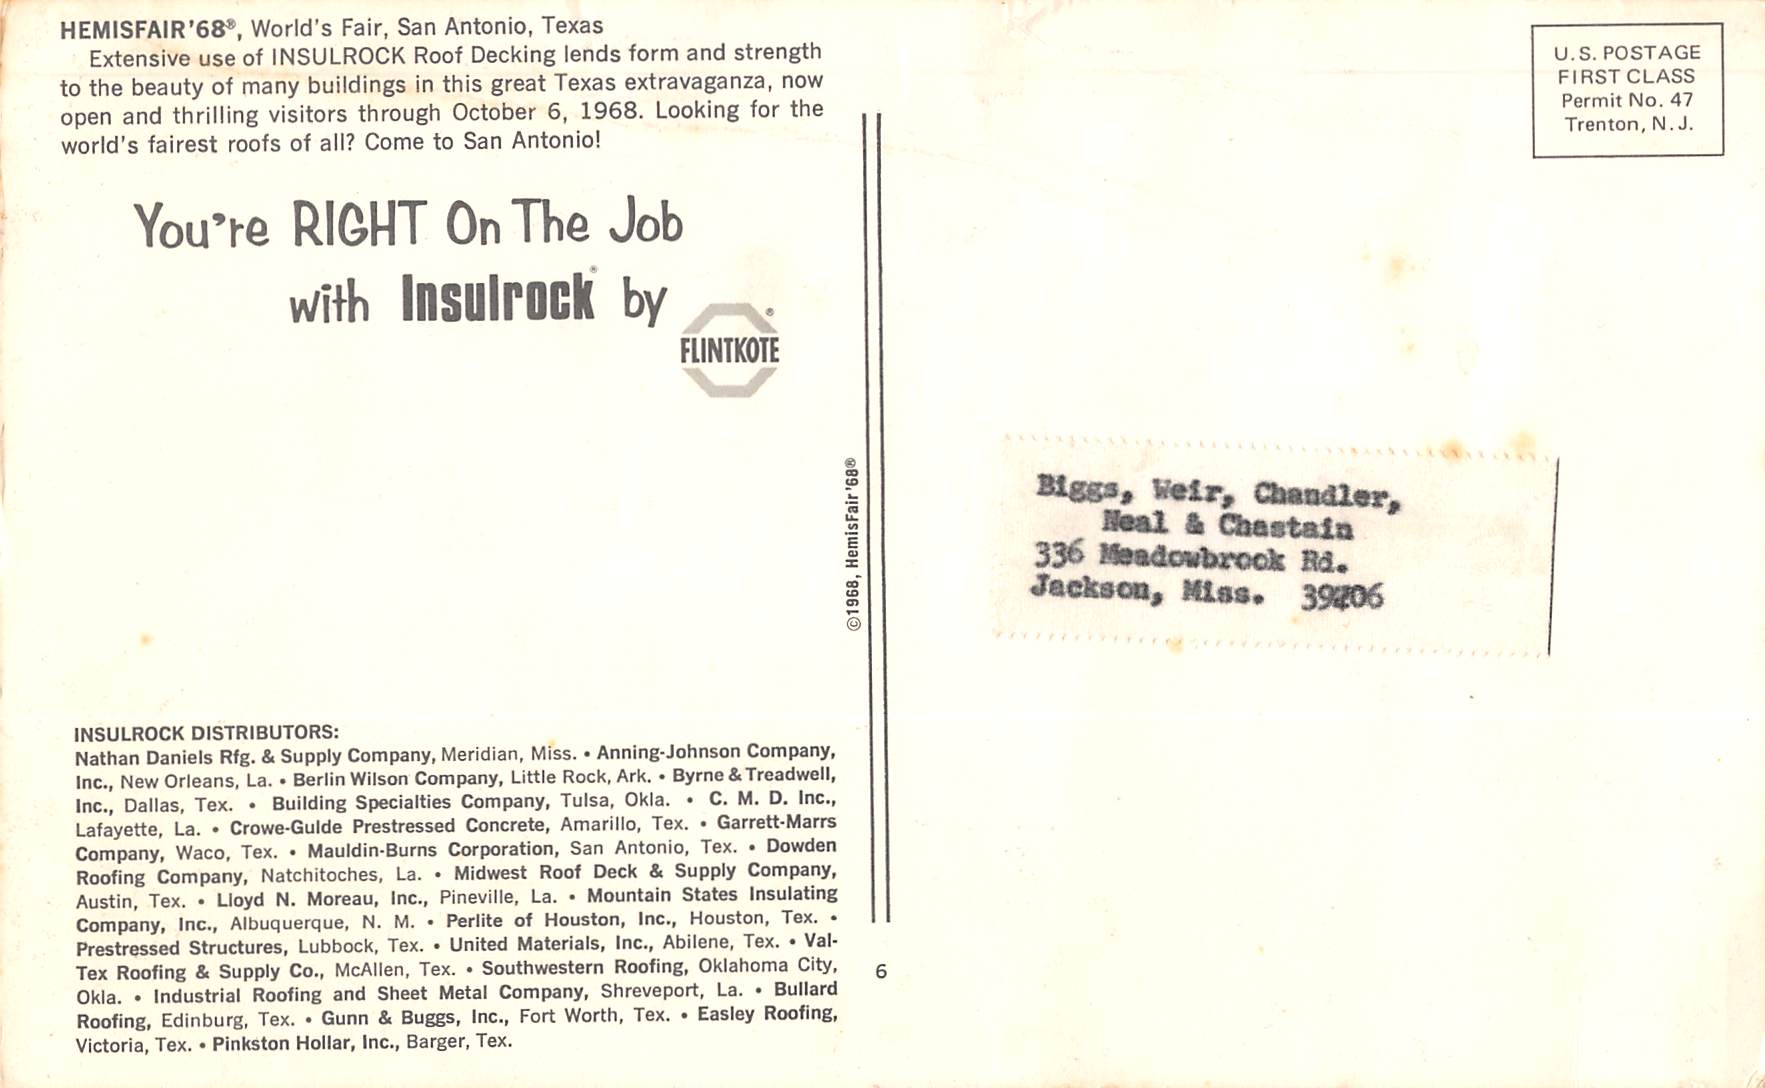 HEMISFAIR'68®, World's Fair, San Antonio, Texas
Extensive use of INSULROCK Roof Decking lends form and strength
to the beauty of many buildings in this great Texas extravaganza, now
open and thrilling visitors through October 6, 1968. Looking for the
world's fairest roofs of all? Come to San Antonio!
You're RIGHT On The Job
with Insulrock® by
FLINTKOTE®
©1968, HemisFair'68®
INSULROCK DISTRIBUTORS:
Nathan Daniels Rfg. & Supply Company, Meridian, Miss. • Anning-Johnson Company,
Inc., New Orleans, La. • Berlin Wilson Company, Little Rock, Ark. • Byrne & Treadwell,
Inc., Dallas, Tex. • Building Specialties Company, Tulsa, Okla. • C. M. D. Inc.,
Lafayette, La. • Crowe-Gulde Prestressed Concrete, Amarillo, Tex. • Garrett-Marrs
Company, Waco, Tex. • Mauldin-Burns Corporation, San Antonio, Tex. • Dowden
Roofing Company, Natchitoches, La. • Midwest Roof Deck & Supply Company,
Austin, Tex. • Lloyd N. Moreau, Inc., Pineville, La. • Mountain States Insulating
Company, Inc., Albuquerque, N. M. • Perlite of Houston, Inc., Houston, Tex. •
Prestressed Structures, Lubbock, Tex. • United Materials, Inc., Abilene, Tex. • Val-
Tex Roofing & Supply Co., McAllen, Tex. • Southwestern Roofing, Oklahoma City,
Okla. • Industrial Roofing and Sheet Metal Company, Shreveport, La. • Bullard
Roofing, Edinburg, Tex. • Gunn & Buggs, Inc., Fort Worth, Tex. • Easley Roofing,
Victoria, Tex. • Pinkston Hollar, Inc., Barger, Tex.
6
U.S. POSTAGE
FIRST CLASS
Permit No. 47
Trenton, N.J.
Biggs, Weir, Chandler,
Neal & Chastain
336 Meadowbrook Rd.
Jackson, Miss. 39206